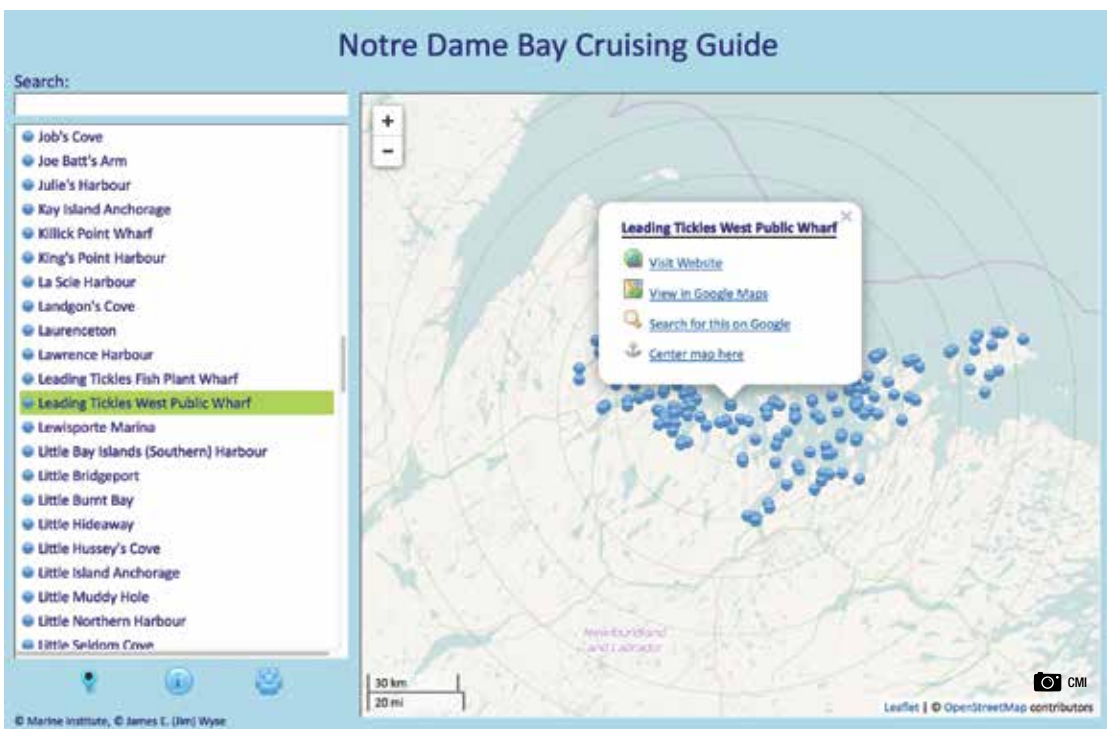 Notre Dame Bay Cruising Guide
Search:
Job's Cove
Joe Batt's Arm
Julie's Harbour
Kay Island Anchorage
Killick Point Wharf
King's Point Harbour
La Scie Harbour
Landgon's Cove
Laurenceton
Lawrence Harbour
Leading Tickles Fish Plant Wharf
Leading Tickles West Public Wharf
Lewisporte Marina
Little Bay Islands (Southern) Harbour
Little Bridgeport
Little Burnt Bay
Little Hideaway
Little Hussey's Cove
Little Island Anchorage
Little Muddy Hole
Little Northern Harbour
Little Seldom Cove
© Marine Institute, © James E. (Jim) Wyse
+
−
Leading Tickles West Public Wharf
×
Visit Website
View in Google Maps
Search for this on Google
Center map here
Newfoundland
and Labrador
30 km
20 mi
CMI
Leaflet | © OpenStreetMap contributors